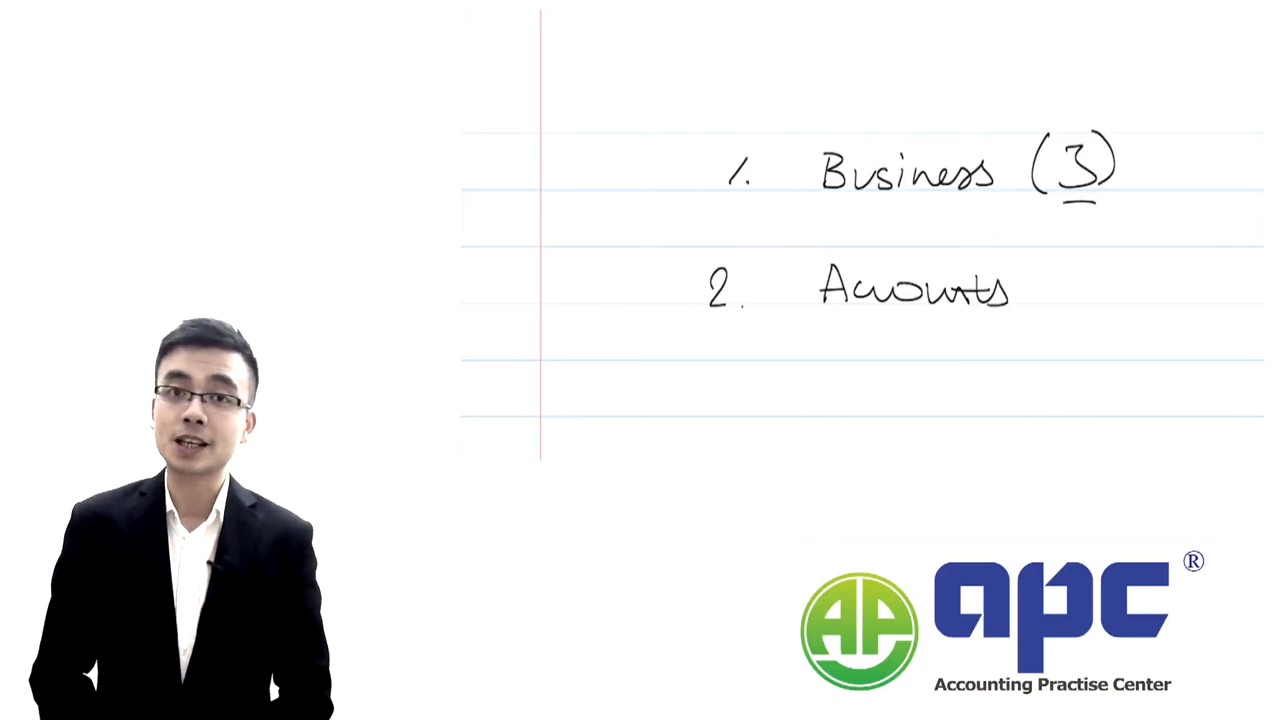 1. Business (3)
2. Accounts
AP
apc®
Accounting Practise Center